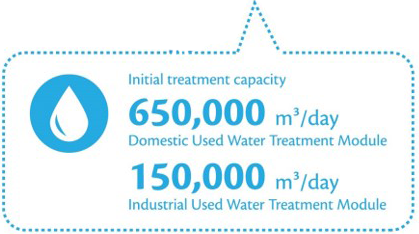 Initial treatment capacity
650,000 m³/day
Domestic Used Water Treatment Module
150,000 m³/day
Industrial Used Water Treatment Module